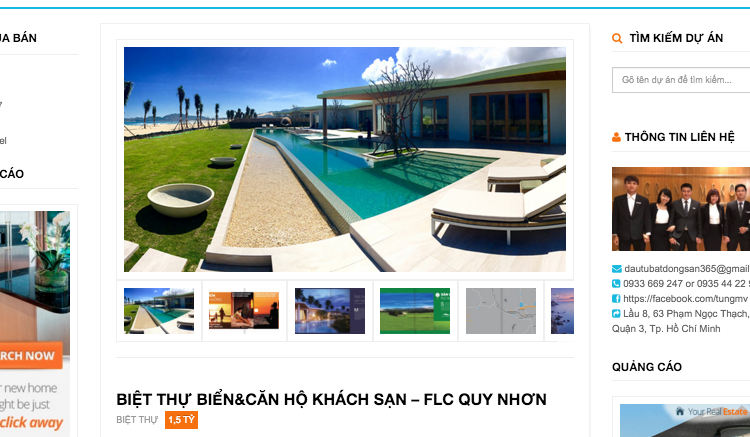 UA BÁN
el
CÁO
RCH NOW
new home
ght be just
click away
BIỆT THỰ BIỂN&CĂN HỘ KHÁCH SẠN – FLC QUY NHƠN
BIỆT THỰ 1,5 TỶ
TÌM KIẾM DỰ ÁN
Gõ tên dự án để tìm kiếm...
THÔNG TIN LIÊN HỆ
dautubatdongsan365@gmail
0933 669 247 or 0935 44 22 9
https://facebook.com/tungmv
Lầu 8, 63 Phạm Ngọc Thạch,
Quận 3, Tp. Hồ Chí Minh
QUẢNG CÁO
Your Real Estate